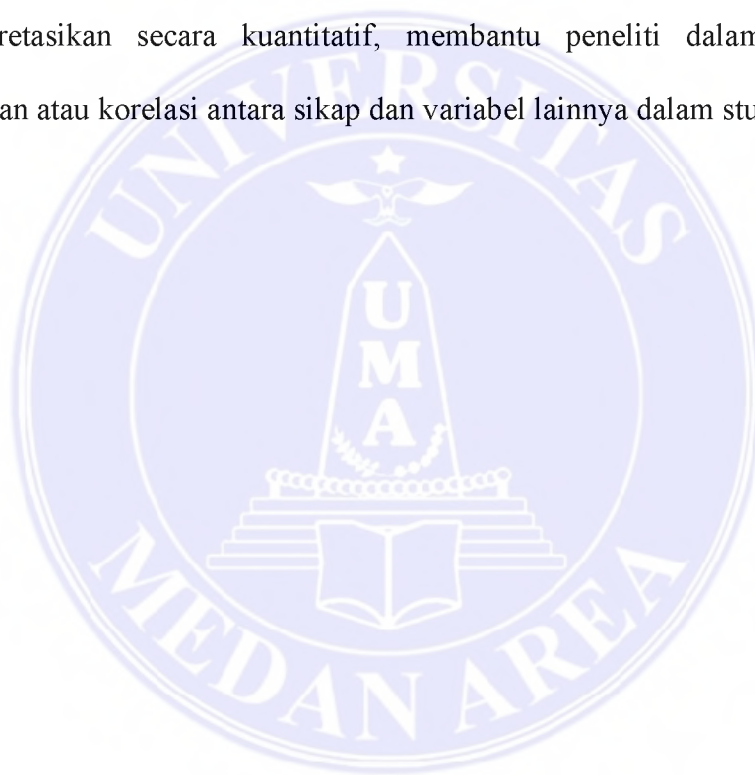 retasikan secara kuantitatif, membantu peneliti dalam
an atau korelasi antara sikap dan variabel lainnya dalam stu
UNIVERSITAS
U
M
A
MEDAN AREA